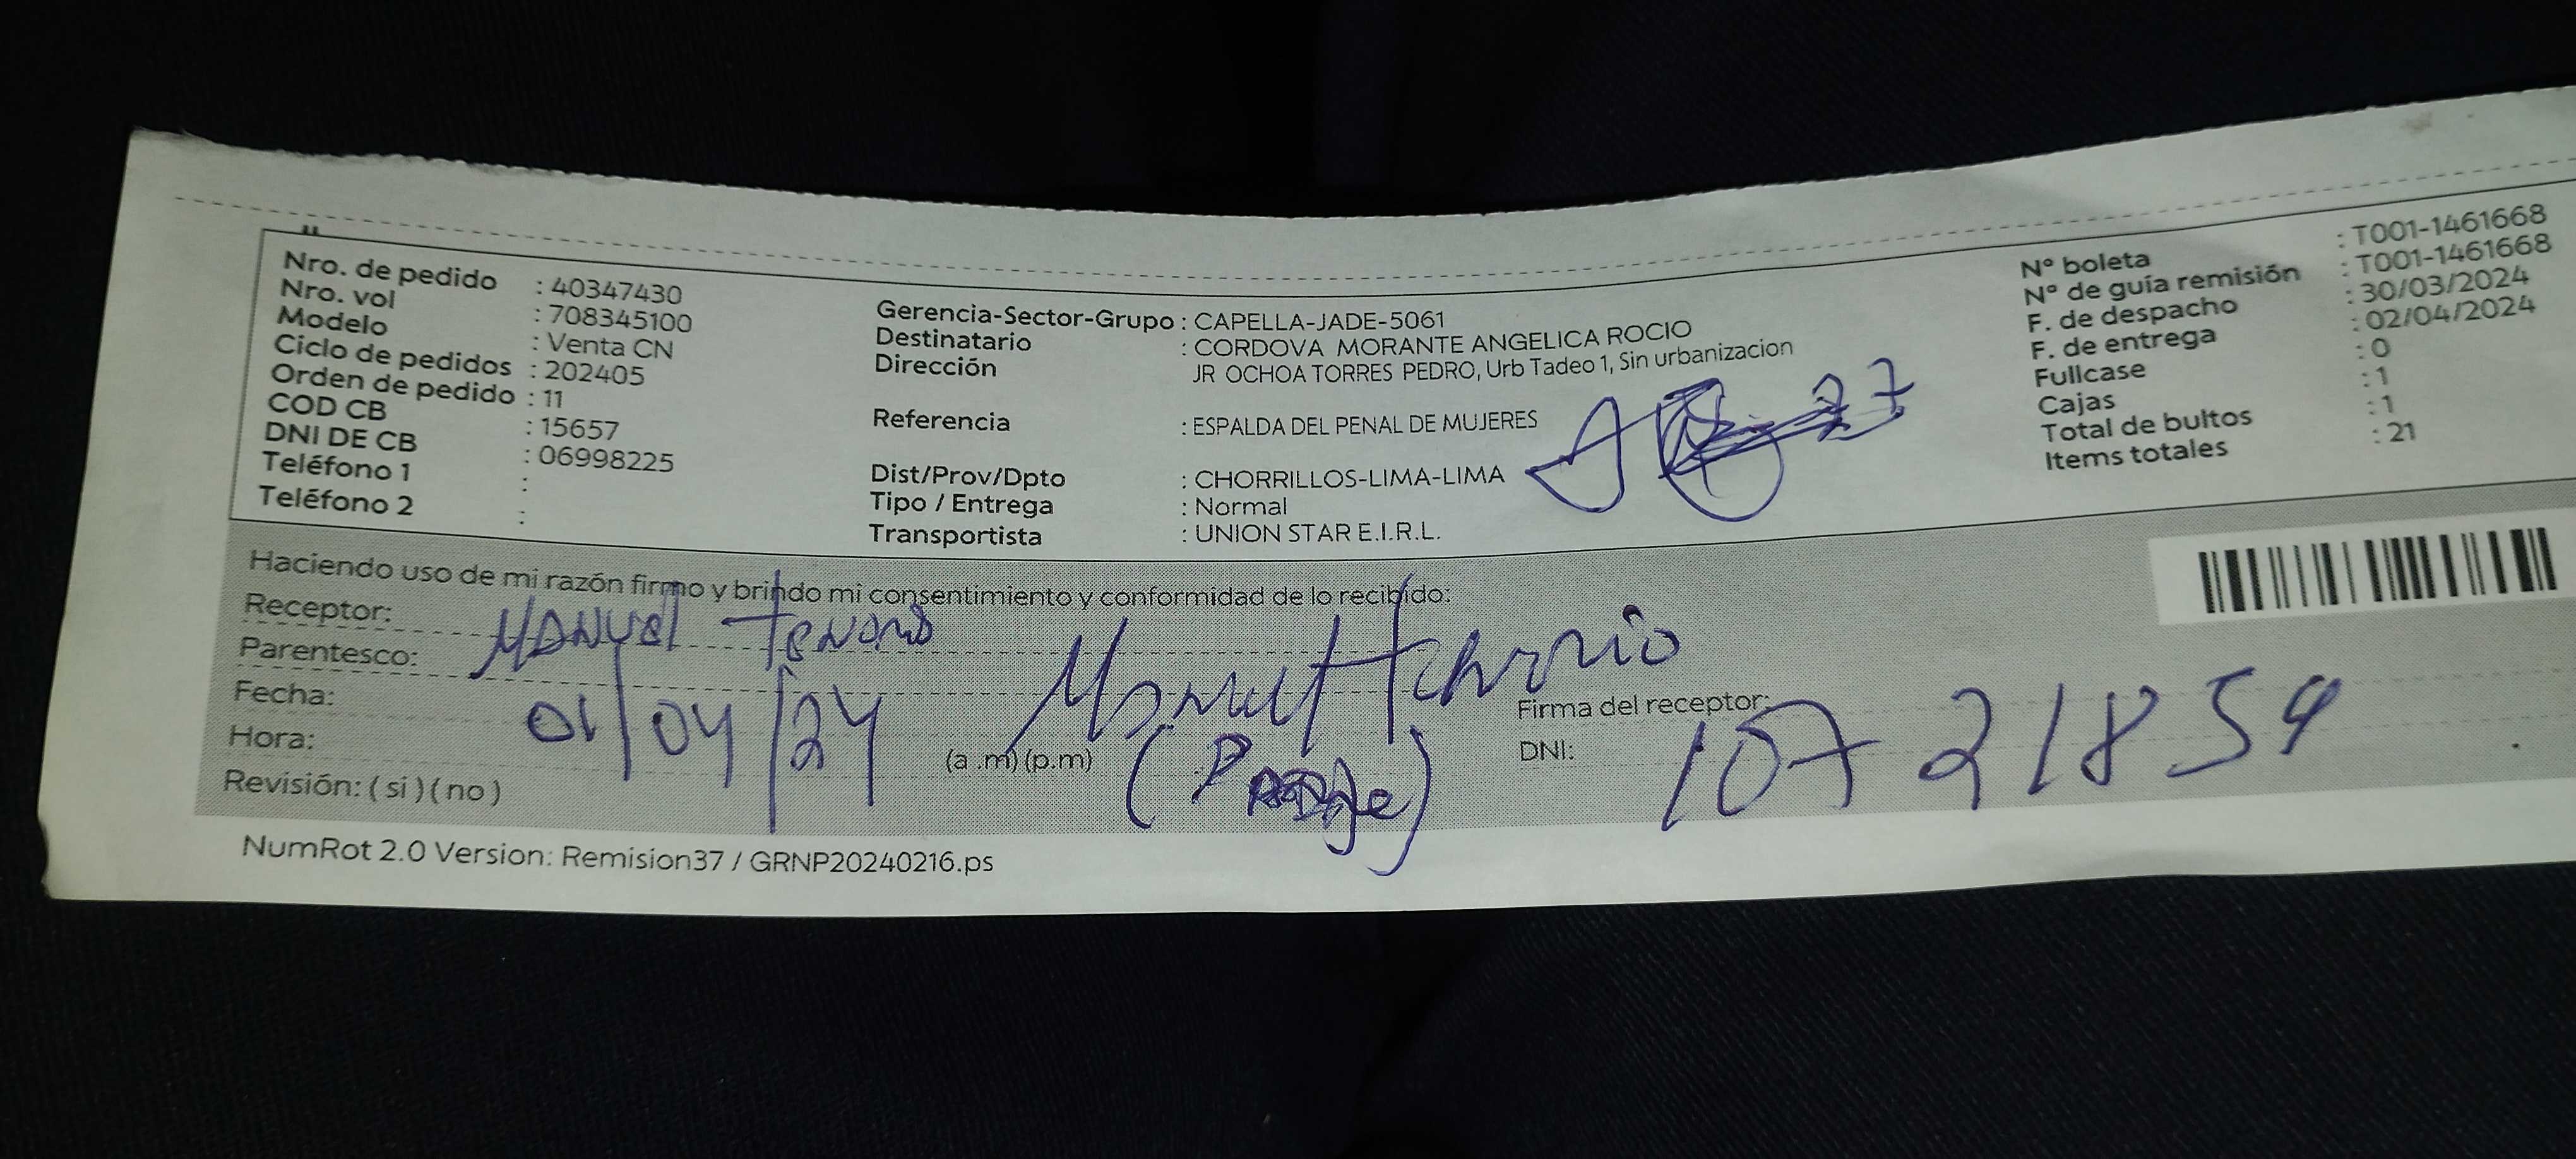 Nro. de pedido : 40347430
Nro. vol : 708345100
Modelo : Venta CN
Ciclo de pedidos : 202405
Orden de pedido : 11
COD CB : 15657
DNI DE CB : 06998225
Teléfono 1 :
Teléfono 2 :
Gerencia-Sector-Grupo : CAPELLA-JADE-5061
Destinatario : CORDOVA MORANTE ANGELICA ROCIO
Dirección JR OCHOA TORRES PEDRO, Urb Tadeo 1, Sin urbanizacion
Referencia : ESPALDA DEL PENAL DE MUJERES
Dist/Prov/Dpto : CHORRILLOS-LIMA-LIMA
Tipo / Entrega : Normal
Transportista : UNION STAR E.I.R.L.
N° boleta : T001-1461668
N° de guía remisión : T001-1461668
F. de despacho : 30/03/2024
F. de entrega : 02/04/2024
Fullcase : 0
Cajas : 1
Total de bultos : 1
Items totales : 21
Haciendo uso de mi razón firmo y brindo mi consentimiento y conformidad de lo recibido:
Receptor: Manuel Tenorio
Parentesco:
Fecha: 01/04/24
Manuel Tenorio
Firma del receptor:
Hora: (a .m) (p.m)
DNI: 10721854
Revisión: ( si ) ( no )
NumRot 2.0 Version: Remision37 / GRNP20240216.ps